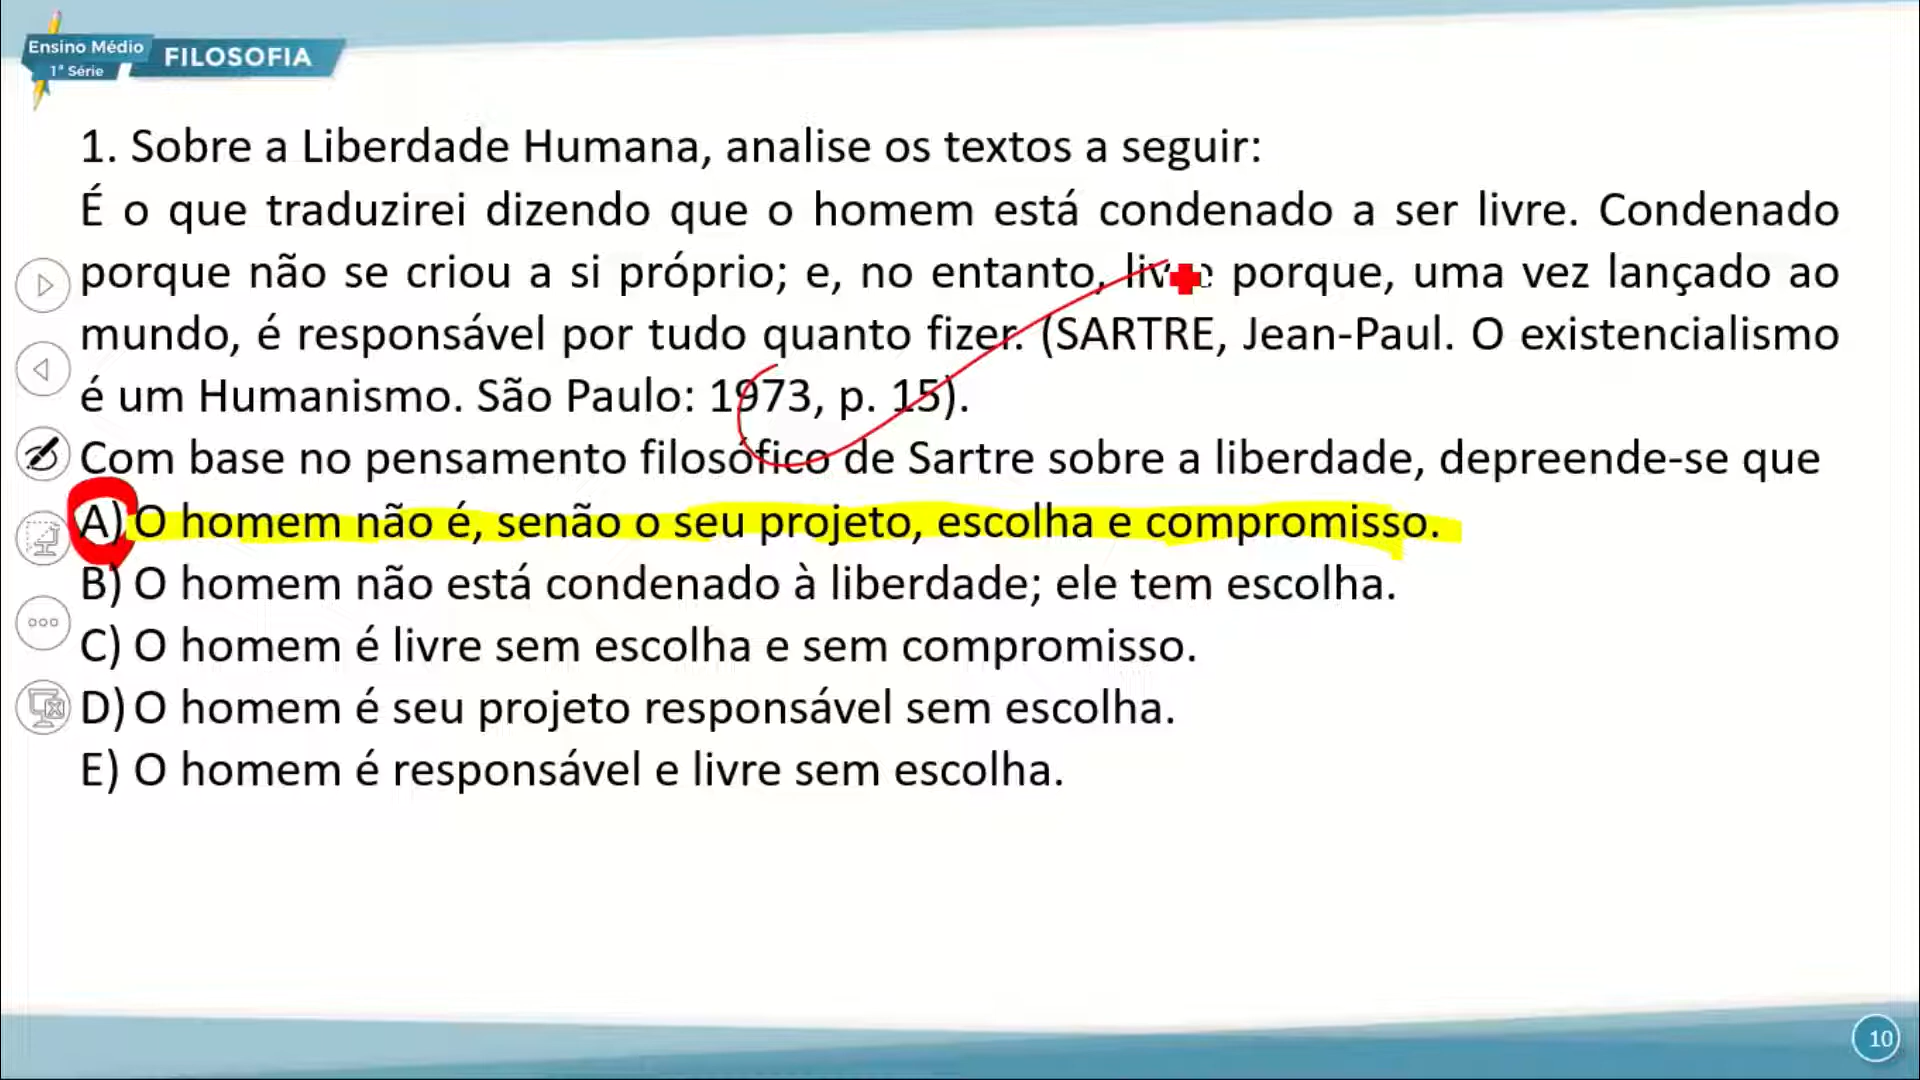 Ensino Médio
1ª Série
FILOSOFIA
1. Sobre a Liberdade Humana, analise os textos a seguir:
É o que traduzirei dizendo que o homem está condenado a ser livre. Condenado
porque não se criou a si próprio; e, no entanto, livre porque, uma vez lançado ao
mundo, é responsável por tudo quanto fizer. (SARTRE, Jean-Paul. O existencialismo
é um Humanismo. São Paulo: 1973, p. 15).
Com base no pensamento filosófico de Sartre sobre a liberdade, depreende-se que
A) O homem não é, senão o seu projeto, escolha e compromisso.
B) O homem não está condenado à liberdade; ele tem escolha.
C) O homem é livre sem escolha e sem compromisso.
D) O homem é seu projeto responsável sem escolha.
E) O homem é responsável e livre sem escolha.
10